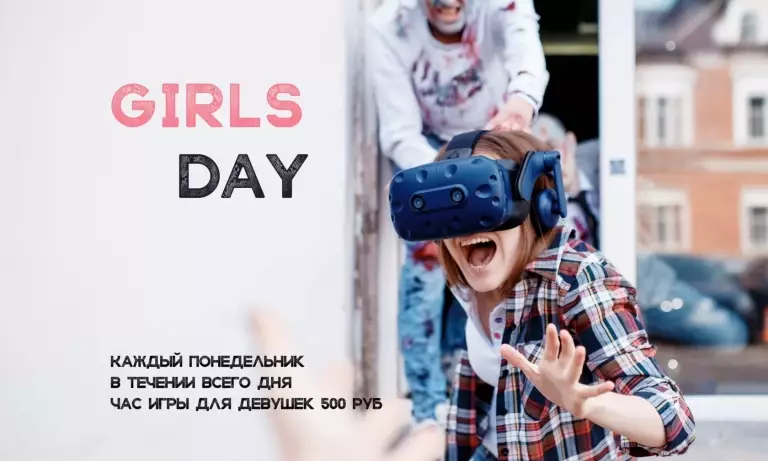 GIRLS
DAY
КАЖДЫЙ ПОНЕДЕЛЬНИК
В ТЕЧЕНИИ ВСЕГО ДНЯ
ЧАС ИГРЫ ДЛЯ ДЕВУШЕК 500 РУБ